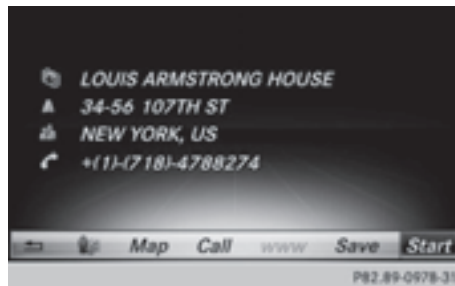 LOUIS ARMSTRONG HOUSE
34-56 107TH ST
NEW YORK, US
+(1)-(718)-4788274
Map Call www Save Start
P82.89-0978-31